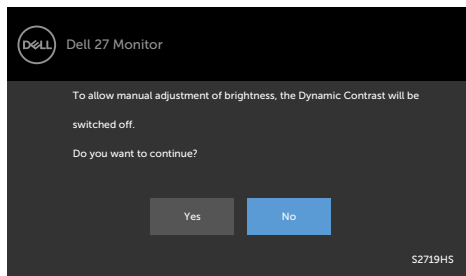 DELL
Dell 27 Monitor
To allow manual adjustment of brightness, the Dynamic Contrast will be
switched off.
Do you want to continue?
Yes
No
S2719HS